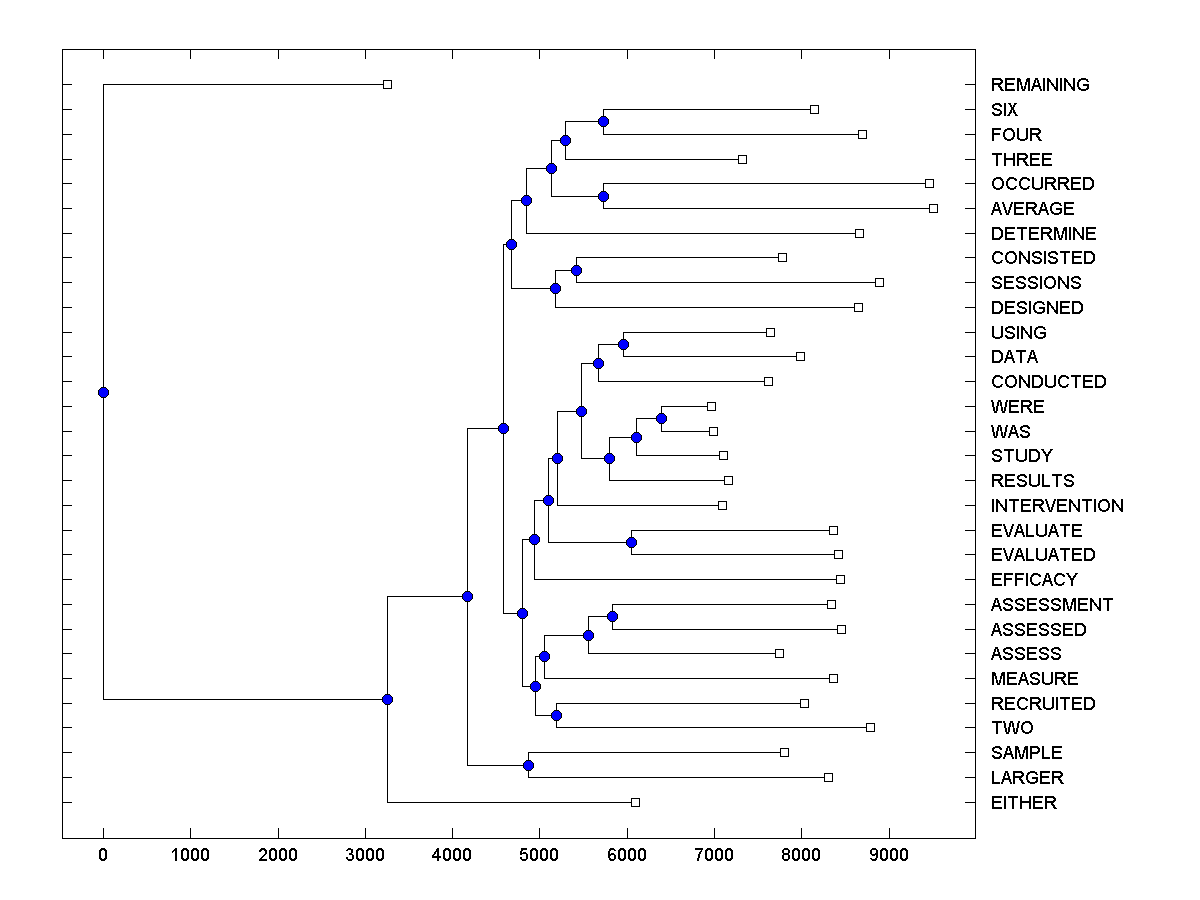 REMAINING
SIX
FOUR
THREE
OCCURRED
AVERAGE
DETERMINE
CONSISTED
SESSIONS
DESIGNED
USING
DATA
CONDUCTED
WERE
WAS
STUDY
RESULTS
INTERVENTION
EVALUATE
EVALUATED
EFFICACY
ASSESSMENT
ASSESSED
ASSESS
MEASURE
RECRUITED
TWO
SAMPLE
LARGER
EITHER
0 1000 2000 3000 4000 5000 6000 7000 8000 9000